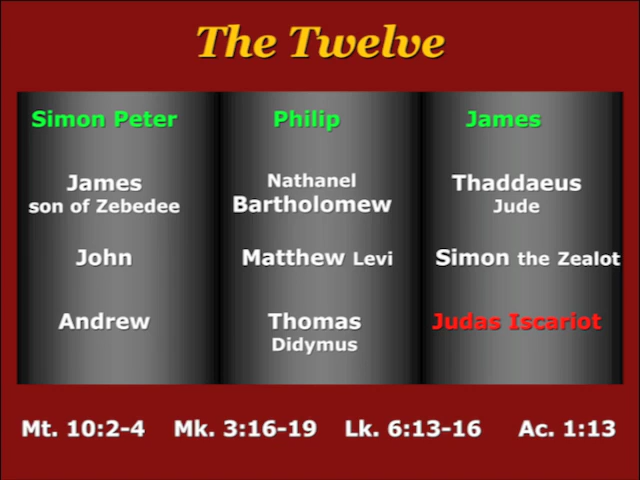 The Twelve
Simon Peter
Philip
James
James
son of Zebedee
Nathanel
Bartholomew
Thaddaeus
Jude
John
Matthew Levi
Simon the Zealot
Andrew
Thomas
Didymus
Judas Iscariot
Mt. 10:2-4 Mk. 3:16-19 Lk. 6:13-16 Ac. 1:13